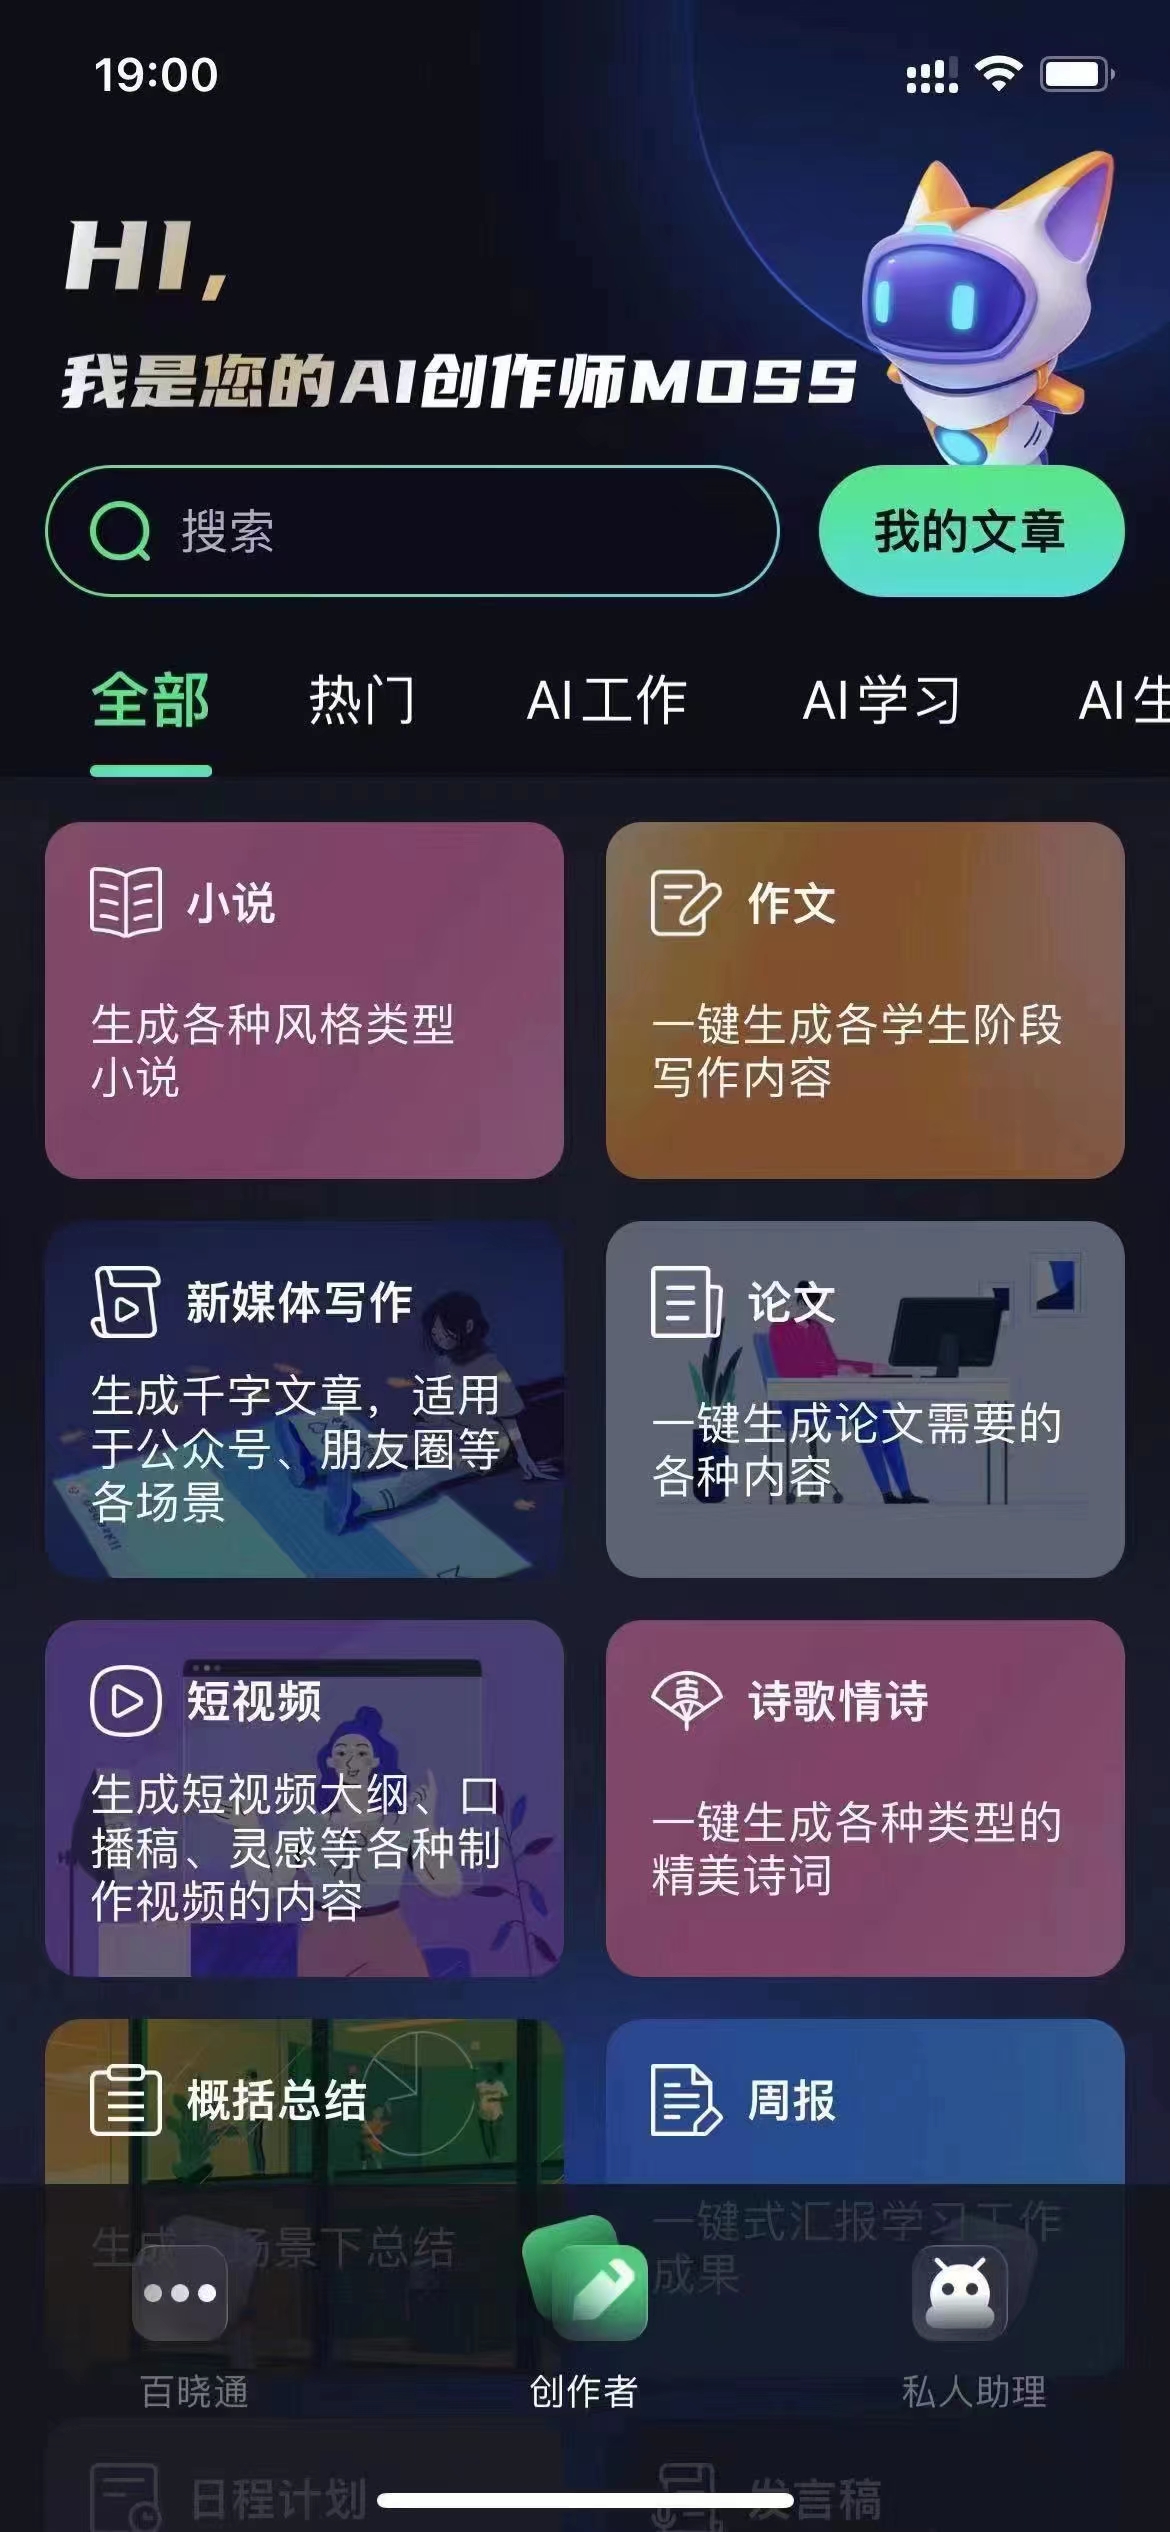 19:00
HI,
我是您的AI创作师MOSS
搜索
我的文章
全部
热门
AI工作
AI学习
AI生
小说
生成各种风格类型
小说
作文
一键生成各学生阶段
写作内容
新媒体写作
生成千字文章，适用
于公众号、朋友圈等
各场景
论文
一键生成论文需要的
各种内容
短视频
生成短视频大纲、口
播稿、灵感等各种制
作视频的内容
诗歌情诗
一键生成各种类型的
精美诗词
概括总结
生成 场景下总结
周报
一键式汇报学习工作
成果
百晓通
创作者
私人助理
日程计划
发言稿